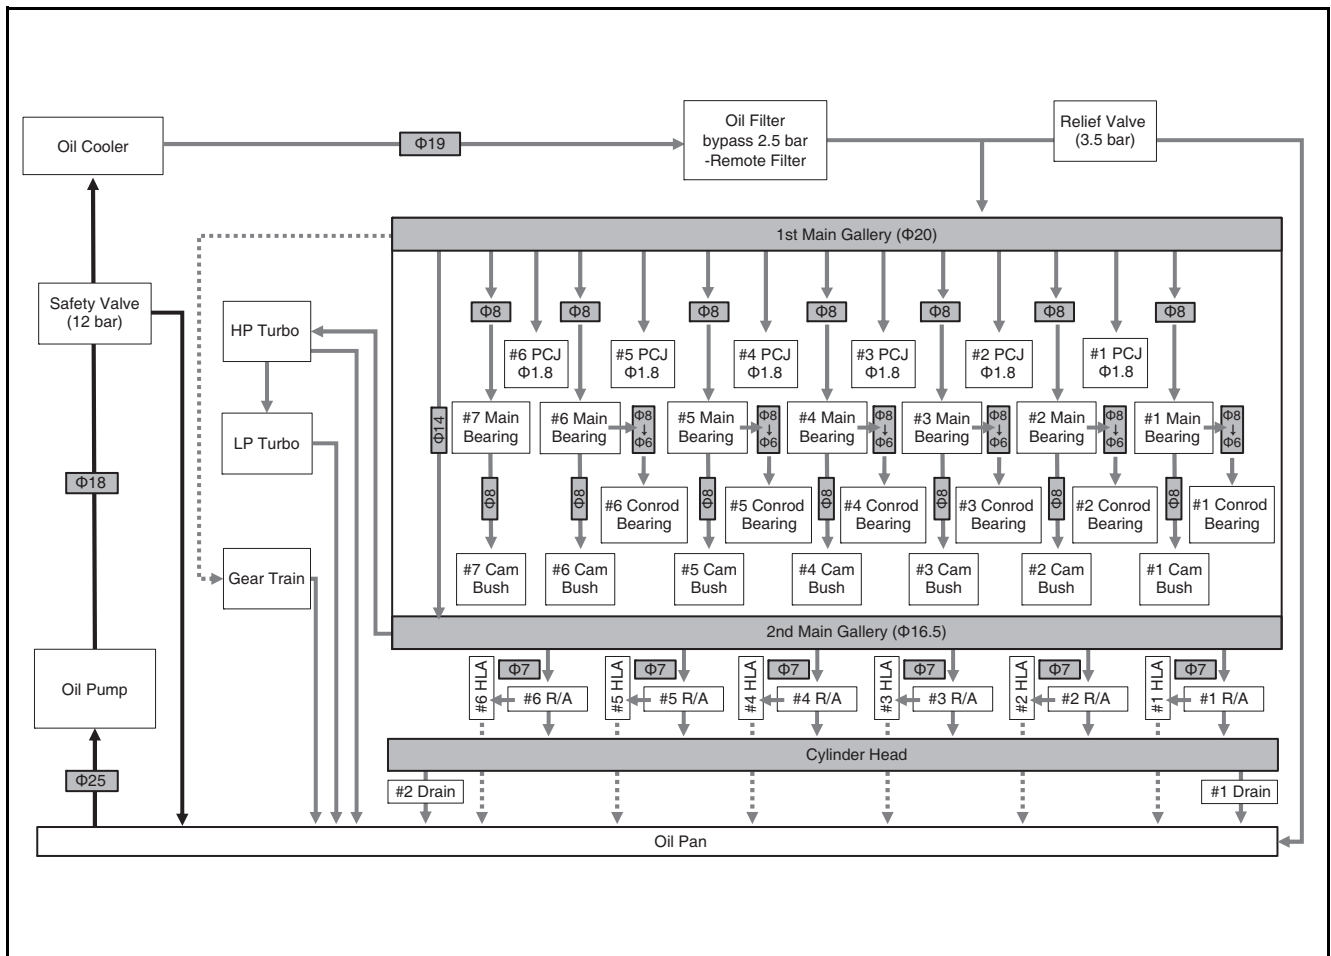 Oil Cooler
Φ19
Oil Filter
bypass 2.5 bar
-Remote Filter
Relief Valve
(3.5 bar)
1st Main Gallery (Φ20)
Safety Valve
(12 bar)
HP Turbo
LP Turbo
Φ18
Gear Train
Oil Pump
Φ25
Φ14
Φ8
Φ8
Φ8
Φ8
Φ8
Φ8
Φ8
#6 PCJ
Φ1.8
#5 PCJ
Φ1.8
#4 PCJ
Φ1.8
#3 PCJ
Φ1.8
#2 PCJ
Φ1.8
#1 PCJ
Φ1.8
#7 Main
Bearing
#6 Main
Bearing
Φ8
↓
Φ6
#5 Main
Bearing
Φ8
↓
Φ6
#4 Main
Bearing
Φ8
↓
Φ6
#3 Main
Bearing
Φ8
↓
Φ6
#2 Main
Bearing
Φ8
↓
Φ6
#1 Main
Bearing
Φ8
↓
Φ6
Φ8
Φ8
Φ8
Φ8
Φ8
Φ8
Φ8
#6 Conrod
Bearing
#5 Conrod
Bearing
#4 Conrod
Bearing
#3 Conrod
Bearing
#2 Conrod
Bearing
#1 Conrod
Bearing
#7 Cam
Bush
#6 Cam
Bush
#5 Cam
Bush
#4 Cam
Bush
#3 Cam
Bush
#2 Cam
Bush
#1 Cam
Bush
2nd Main Gallery (Φ16.5)
#6 HLA
Φ7
#6 R/A
#5 HLA
Φ7
#5 R/A
#4 HLA
Φ7
#4 R/A
#3 HLA
Φ7
#3 R/A
#2 HLA
Φ7
#2 R/A
#1 HLA
Φ7
#1 R/A
Cylinder Head
#2 Drain
#1 Drain
Oil Pan